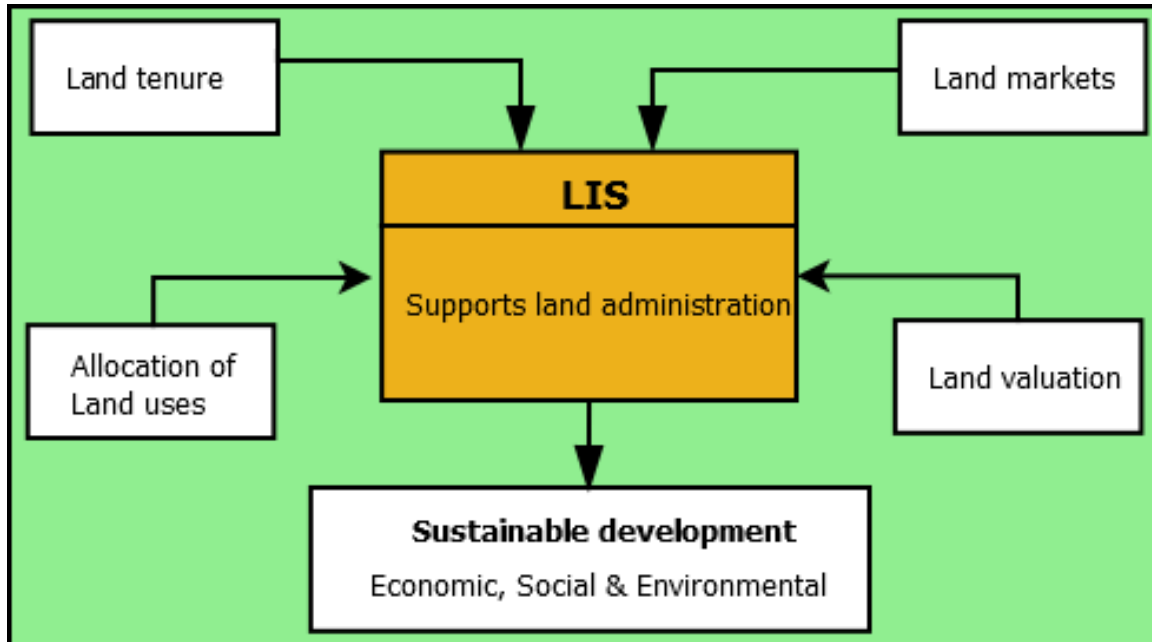 Land tenure
Land markets
LIS
Supports land administration
Allocation of
Land uses
Land valuation
Sustainable development
Economic, Social & Environmental